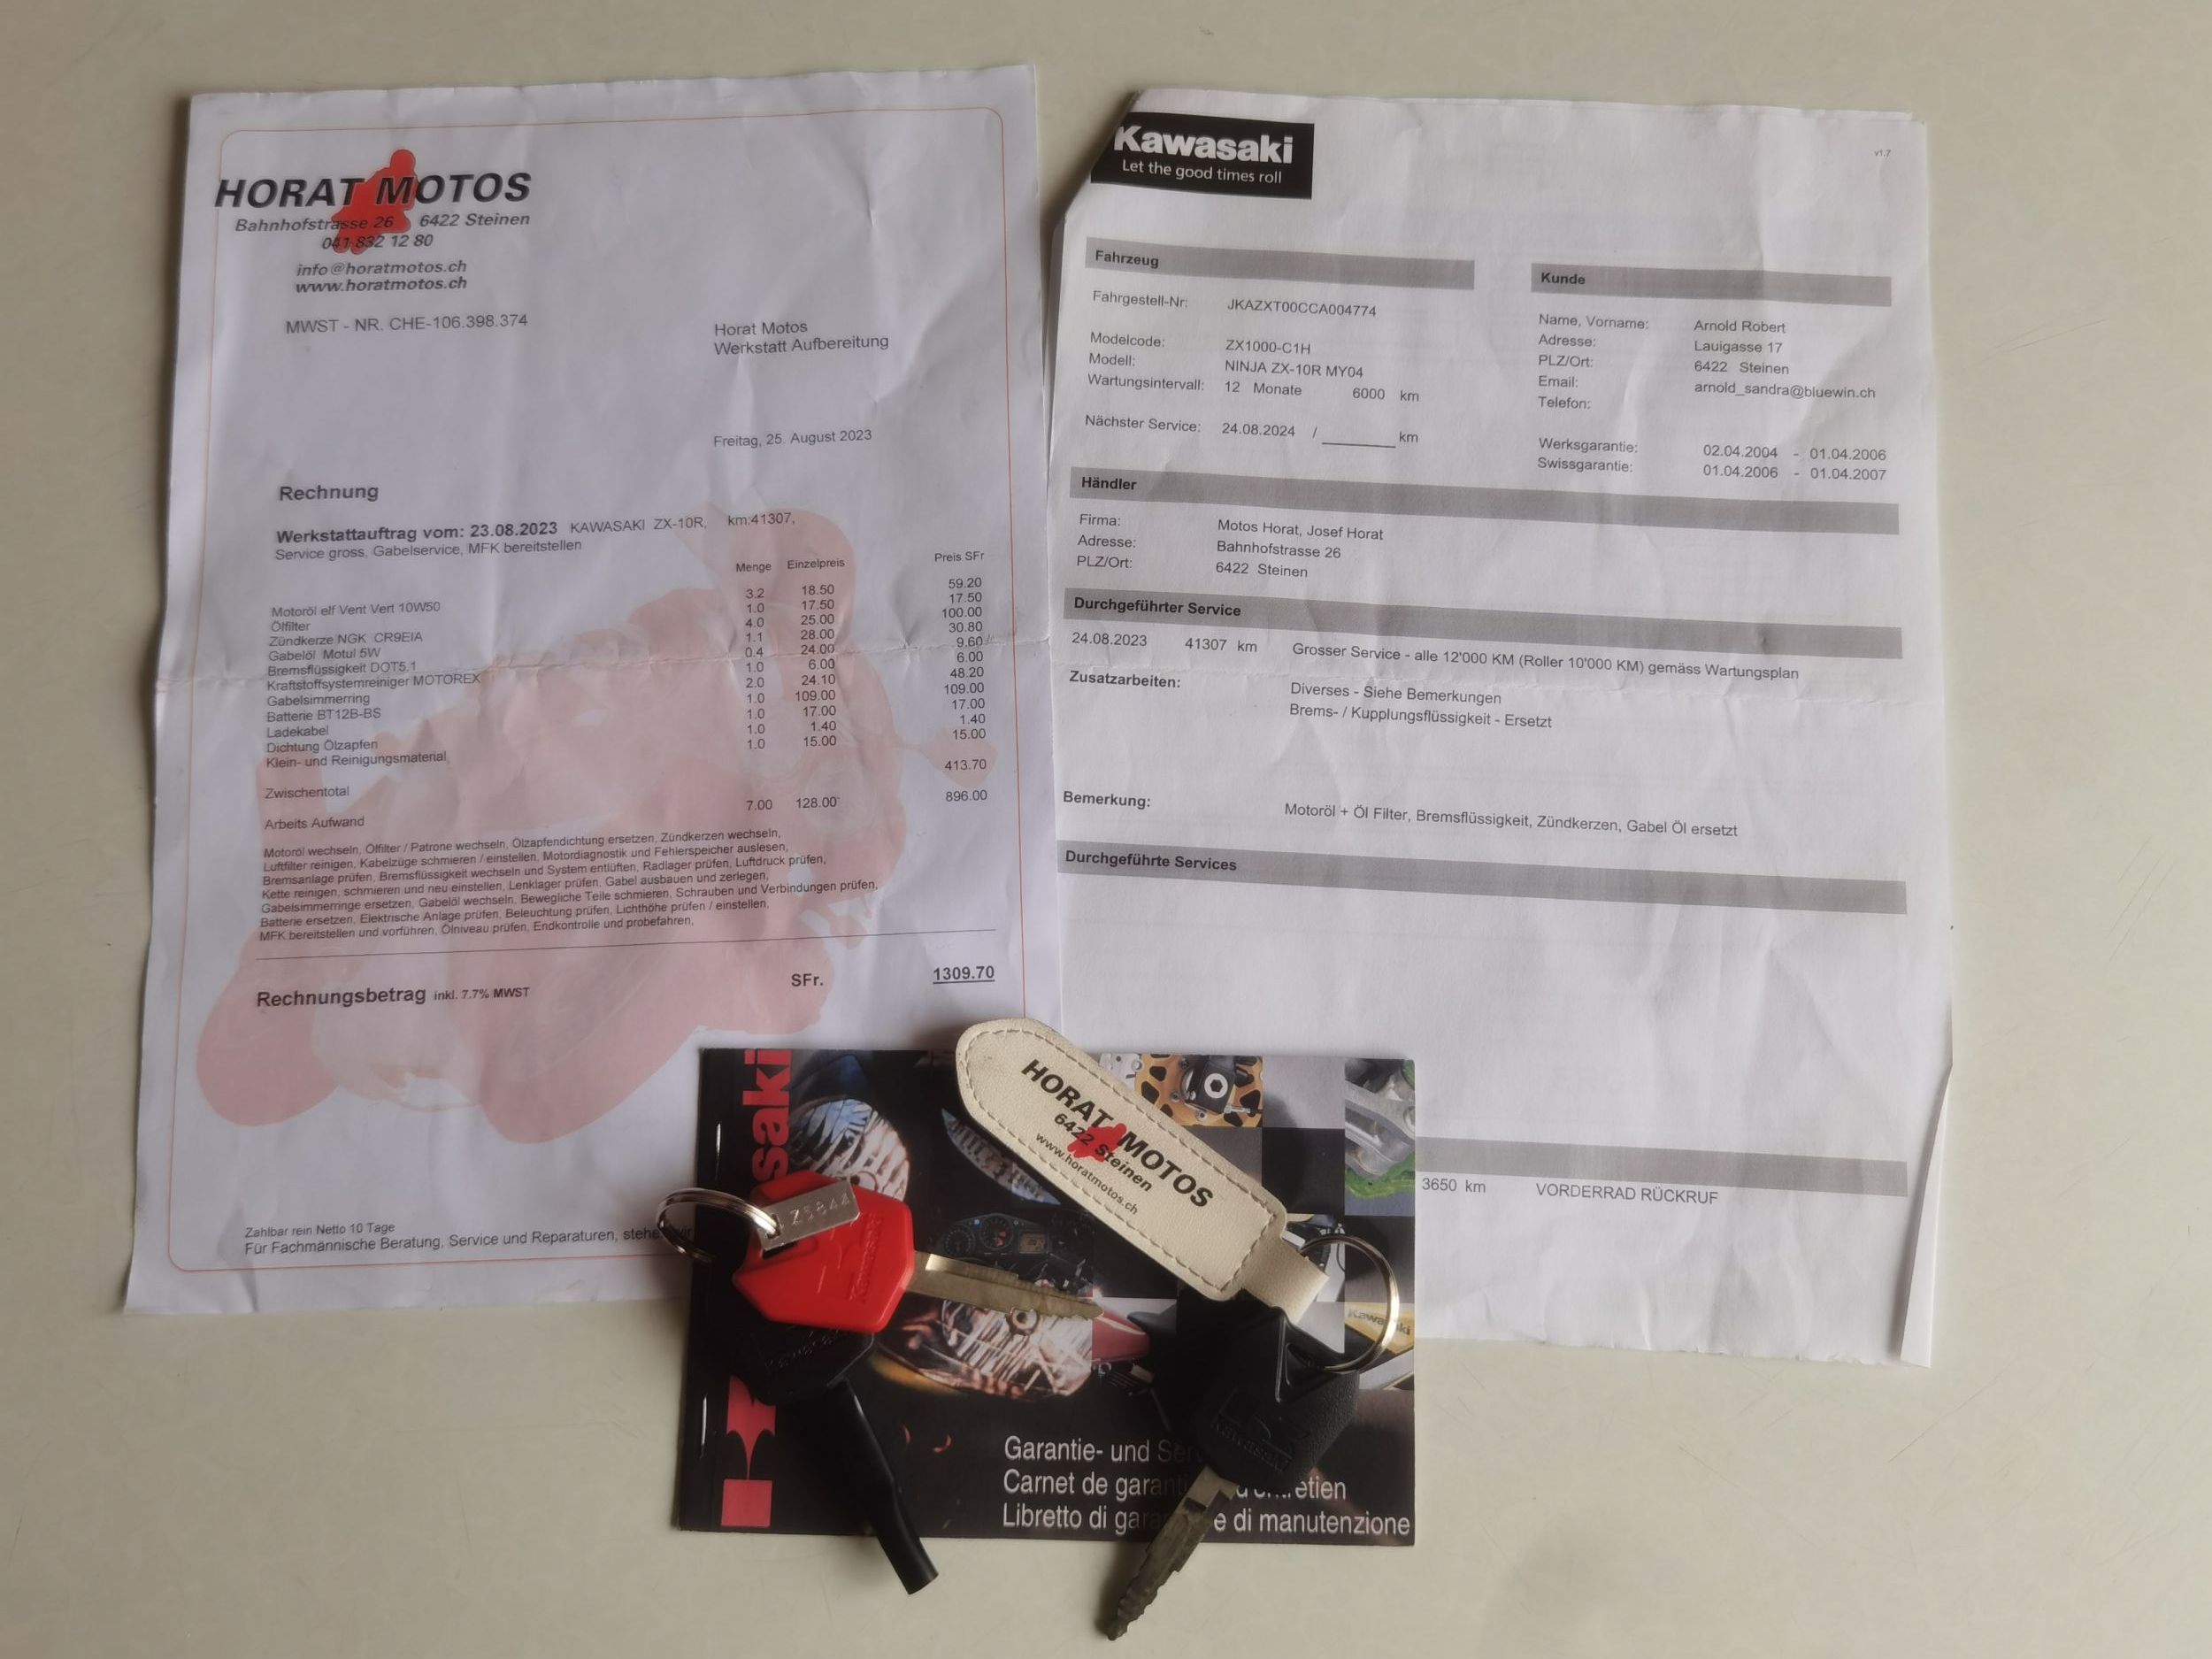 HORAT MOTOS
Bahnhofstrasse 26 6422 Steinen
041 832 12 80
info@horatmotos.ch
www.horatmotos.ch
MWST - NR. CHE-106.398.374
Horat Motos
Werkstatt Aufbereitung
Freitag, 25. August 2023
Rechnung
Werkstattauftrag vom: 23.08.2023 KAWASAKI ZX-10R, km:41307,
Service gross, Gabelservice, MFK bereitstellen
Menge Einzelpreis Preis SFr
Motoröl elf Vent Vert 10W50 3.2 18.50 59.20
Ölfilter 1.0 17.50 17.50
Zündkerze NGK CR9EIA 4.0 25.00 100.00
Gabelöl Motul 5W 1.1 28.00 30.80
Bremsflüssigkeit DOT5.1 0.4 24.00 9.60
Kraftstoffsystemreiniger MOTOREX 1.0 6.00 6.00
Gabelsimmerring 2.0 24.10 48.20
Batterie BT12B-BS 1.0 109.00 109.00
Ladekabel 1.0 17.00 17.00
Dichtung Ölzapfen 1.0 1.40 1.40
Klein- und Reinigungsmaterial 1.0 15.00 15.00
Zwischentotal 413.70
Arbeits Aufwand 7.00 128.00 896.00
Motoröl wechseln, Ölfilter / Patrone wechseln, Ölzapfendichtung ersetzen, Zündkerzen wechseln,
Luftfilter reinigen, Kabelzüge schmieren / einstellen, Motordiagnostik und Fehlerspeicher auslesen,
Bremsanlage prüfen, Bremsflüssigkeit wechseln und System entlüften, Radlager prüfen, Luftdruck prüfen,
Kette reinigen, schmieren und neu einstellen, Lenklager prüfen, Gabel ausbauen und zerlegen,
Gabelsimmerringe ersetzen, Gabelöl wechseln, Bewegliche Teile schmieren, Schrauben und Verbindungen prüfen,
Batterie ersetzen, Elektrische Anlage prüfen, Beleuchtung prüfen, Lichthöhe prüfen / einstellen,
MFK bereitstellen und vorführen, Ölniveau prüfen, Endkontrolle und probefahren,
Rechnungsbetrag inkl. 7.7% MWST SFr. 1309.70
Zahlbar rein Netto 10 Tage
Für Fachmännische Beratung, Service und Reparaturen, stehe
Kawasaki
Let the good times roll
v1.7
Fahrzeug
Fahrgestell-Nr: JKAZXT00CCA004774
Modelcode: ZX1000-C1H
Modell: NINJA ZX-10R MY04
Wartungsintervall: 12 Monate 6000 km
Nächster Service: 24.08.2024 / ________ km
Kunde
Name, Vorname: Arnold Robert
Adresse: Lauigasse 17
PLZ/Ort: 6422 Steinen
Email: arnold_sandra@bluewin.ch
Telefon:
Werksgarantie: 02.04.2004 - 01.04.2006
Swissgarantie: 01.04.2006 - 01.04.2007
Händler
Firma: Motos Horat, Josef Horat
Adresse: Bahnhofstrasse 26
PLZ/Ort: 6422 Steinen
Durchgeführter Service
24.08.2023 41307 km Grosser Service - alle 12'000 KM (Roller 10'000 KM) gemäss Wartungsplan
Zusatzarbeiten: Diverses - Siehe Bemerkungen
Brems- / Kupplungsflüssigkeit - Ersetzt
Bemerkung: Motoröl + Öl Filter, Bremsflüssigkeit, Zündkerzen, Gabel Öl ersetzt
Durchgeführte Services
3650 km VORDERRAD RÜCKRUF
HORAT MOTOS
6422 Steinen
www.horatmotos.ch
saki
Kawasaki
Garantie- und Se
Carnet de garan etien
Libretto di ga e di manutenzione